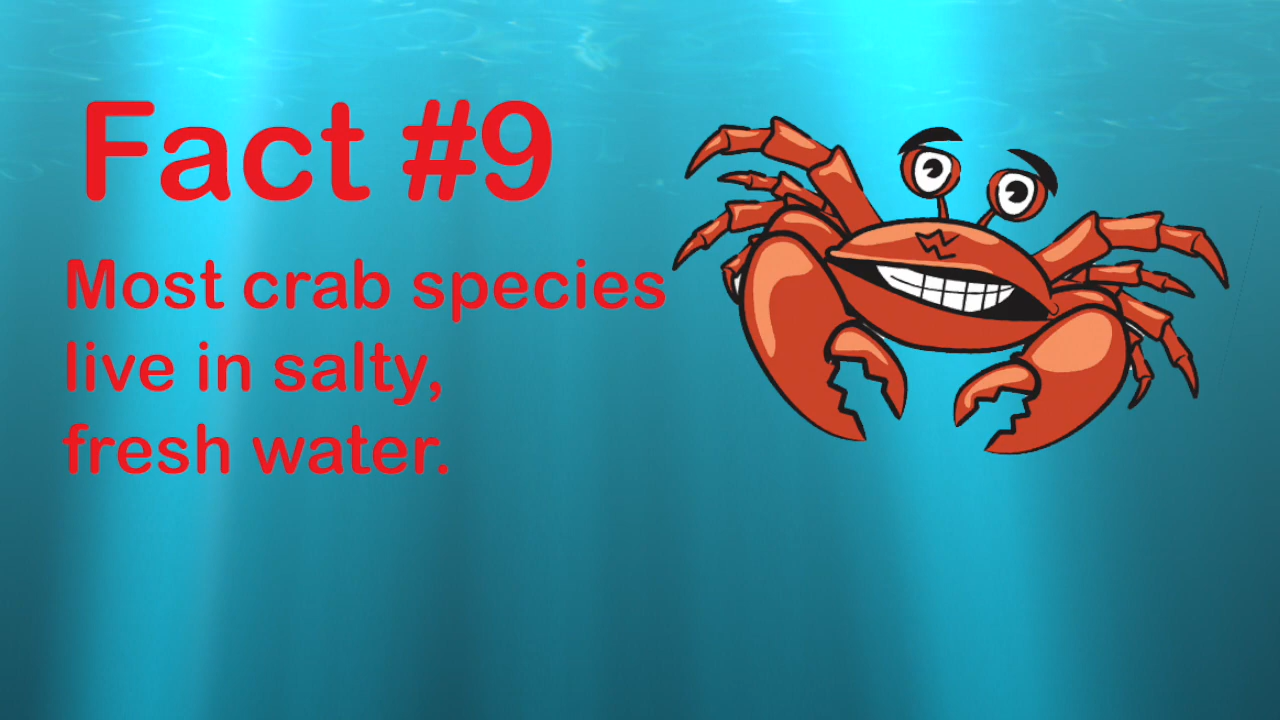 Fact #9
Most crab species
live in salty,
fresh water.